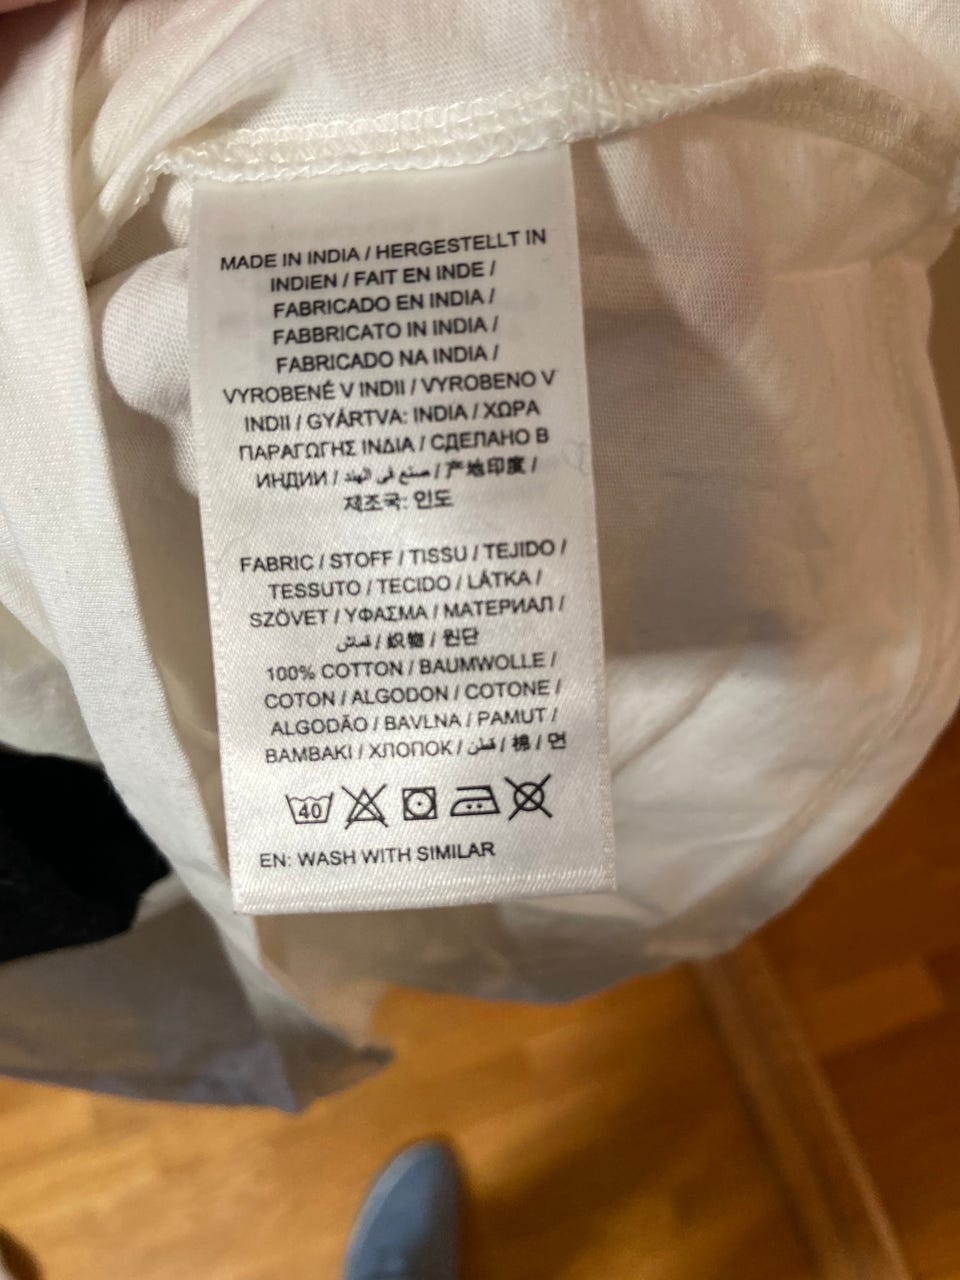 MADE IN INDIA / HERGESTELLT IN
INDIEN / FAIT EN INDE /
FABRICADO EN INDIA /
FABBRICATO IN INDIA /
FABRICADO NA INDIA /
VYROBENÉ V INDII / VYROBENO V
INDII / GYÁRTVA: INDIA / ΧΩΡΑ
ΠΑΡΑΓΩΓΗΣ ΙΝΔΙΑ / СДЕЛАНО В
ИНДИИ / صنع في الهند / 产地印度 /
제조국: 인도
FABRIC / STOFF / TISSU / TEJIDO /
TESSUTO / TECIDO / LÁTKA /
SZÖVET / ΥΦΑΣΜΑ / МАТЕРИАЛ /
قماش / 织物 / 원단
100% COTTON / BAUMWOLLE /
COTON / ALGODON / COTONE /
ALGODÃO / BAVLNA / PAMUT /
ΒΑΜΒΑΚΙ / ХЛОПОК / قطن / 棉 / 면
40
EN: WASH WITH SIMILAR